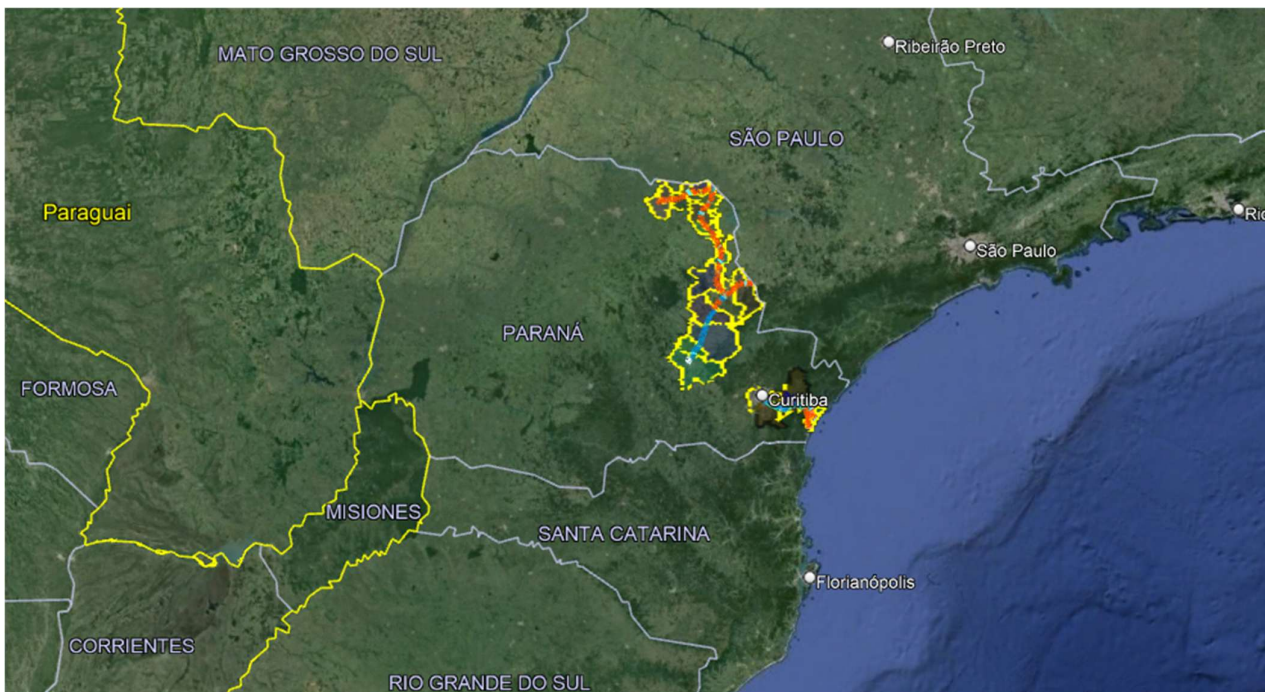 Ribeirão Preto
MATO GROSSO DO SUL
SÃO PAULO
Paraguai
Rio
São Paulo
PARANÁ
FORMOSA
Curitiba
MISIONES
SANTA CATARINA
Florianópolis
CORRIENTES
RIO GRANDE DO SUL